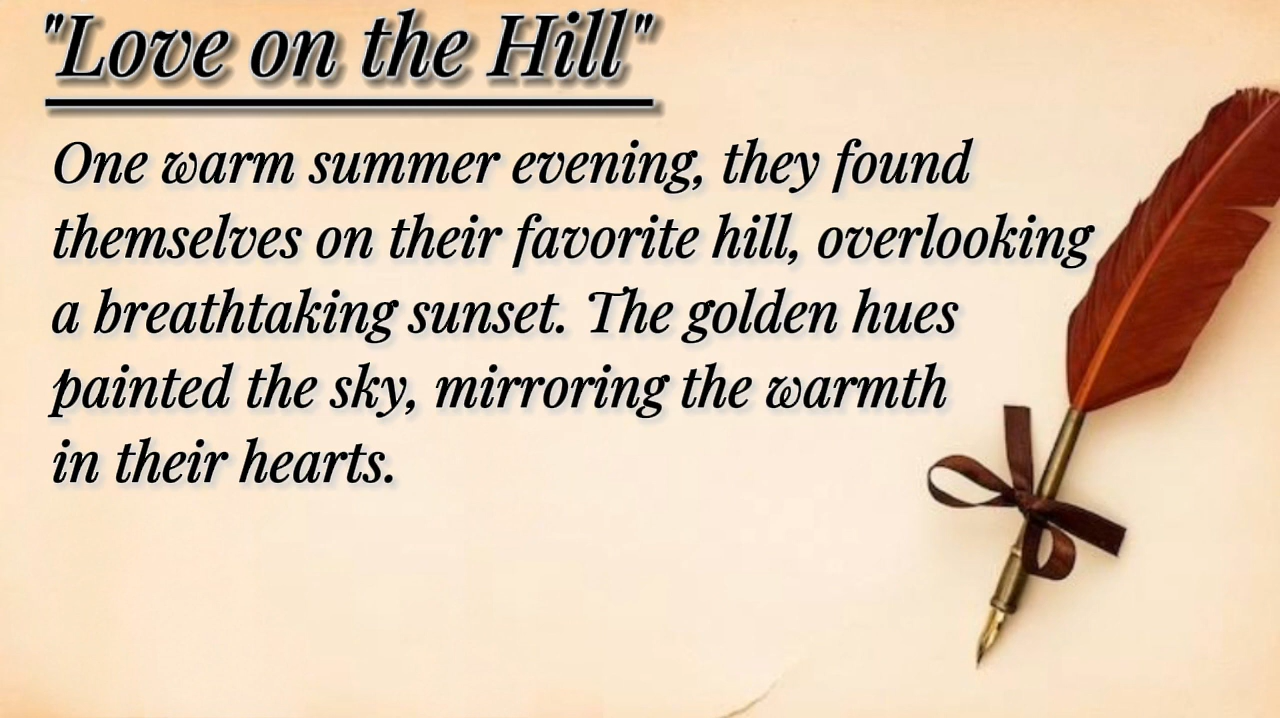 "Love on the Hill"
One warm summer evening, they found
themselves on their favorite hill, overlooking
a breathtaking sunset. The golden hues
painted the sky, mirroring the warmth
in their hearts.